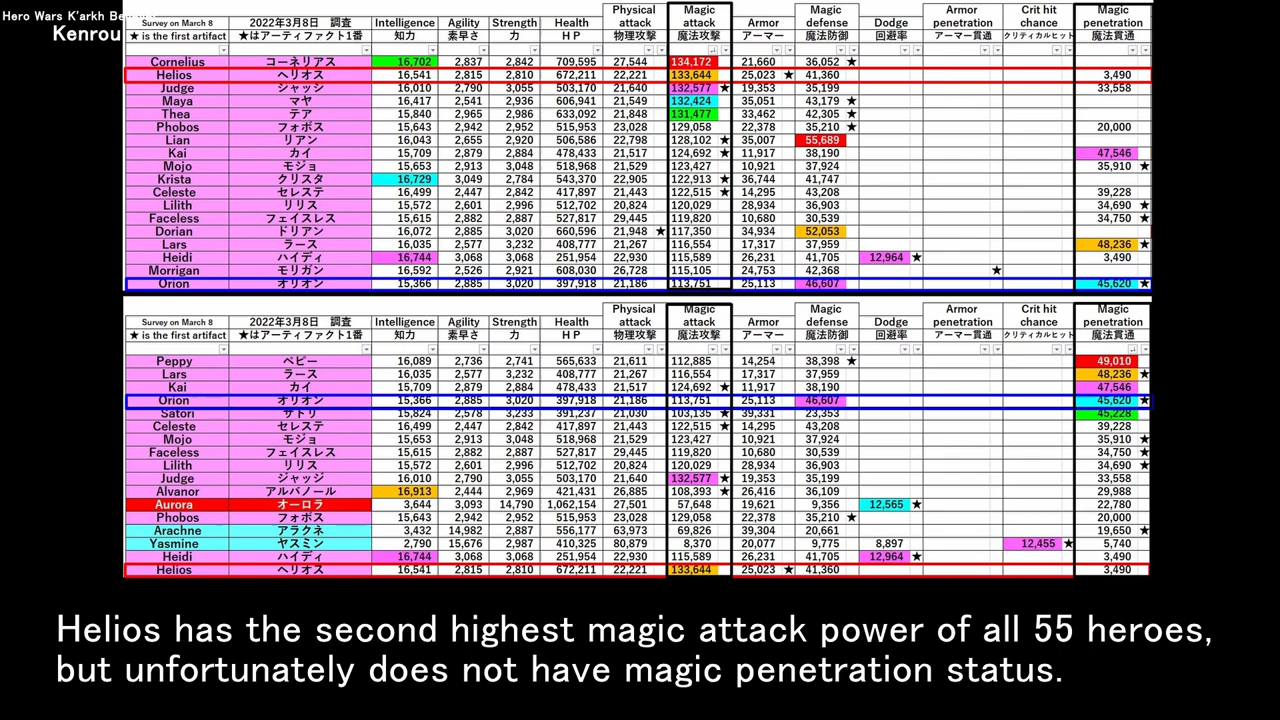 Hero Wars K'arkh Be
Kenrou
Survey on March 8 2022年3月8日 調査 Intelligence Agility Strength Health Physical attack Magic attack Armor Magic defense Dodge Armor penetration Crit hit chance Magic penetration
★ is the first artifact ★はアーティファクト1番 知力 素早さ 力 HP 物理攻撃 魔法攻撃 アーマー 魔法防御 回避率 アーマー貫通 クリティカルヒット 魔法貫通
Cornelius コーネリアス 16,702 2,837 2,842 709,595 27,544 134,172 21,660 36,052 ★
Helios ヘリオス 16,541 2,815 2,810 672,211 22,221 133,644 25,023 ★ 41,360 3,490
Judge ジャッジ 16,010 2,790 3,055 503,170 21,640 132,577 ★ 19,353 35,199 33,558
Maya マヤ 16,417 2,541 2,936 606,941 21,549 132,424 35,051 43,179 ★
Thea テア 15,840 2,965 2,986 633,092 21,848 131,477 33,462 42,305 ★
Phobos フォボス 15,643 2,942 2,952 515,953 23,028 129,058 22,378 35,210 ★ 20,000
Lian リアン 16,043 2,655 2,920 506,586 22,798 128,102 ★ 35,007 55,689
Kai カイ 15,709 2,879 2,884 478,433 21,517 124,692 ★ 11,917 38,190 47,546
Mojo モジョ 15,653 2,913 3,048 518,968 21,529 123,427 10,921 37,924 35,910 ★
Krista クリスタ 16,729 3,049 2,784 543,370 22,905 122,913 ★ 36,744 41,747
Celeste セレステ 16,499 2,447 2,842 417,897 21,443 122,515 ★ 14,295 43,208 39,228
Lilith リリス 15,572 2,601 2,996 512,702 20,824 120,029 28,934 36,903 34,690 ★
Faceless フェイスレス 15,615 2,882 2,887 527,817 29,445 119,820 10,680 30,539 34,750 ★
Dorian ドリアン 16,072 2,885 3,020 660,596 21,948 ★ 117,350 34,934 52,053
Lars ラース 16,035 2,577 3,232 408,777 21,267 116,554 17,317 37,959 48,236 ★
Heidi ハイディ 16,744 3,068 3,068 251,954 22,930 115,589 26,231 41,705 12,964 ★ 3,490
Morrigan モリガン 16,592 2,526 2,921 608,030 26,728 115,105 24,753 42,368 ★
Orion オリオン 15,366 2,885 3,020 397,918 21,186 113,751 25,113 46,607 45,620 ★
Survey on March 8 2022年3月8日 調査 Intelligence Agility Strength Health Physical attack Magic attack Armor Magic defense Dodge Armor penetration Crit hit chance Magic penetration
★ is the first artifact ★はアーティファクト1番 知力 素早さ 力 HP 物理攻撃 魔法攻撃 アーマー 魔法防御 回避率 アーマー貫通 クリティカルヒット 魔法貫通
Peppy ペピー 16,089 2,736 2,741 565,633 21,611 112,885 14,254 38,398 ★ 49,010
Lars ラース 16,035 2,577 3,232 408,777 21,267 116,554 17,317 37,959 48,236 ★
Kai カイ 15,709 2,879 2,884 478,433 21,517 124,692 ★ 11,917 38,190 47,546
Orion オリオン 15,366 2,885 3,020 397,918 21,186 113,751 25,113 46,607 45,620 ★
Satori サトリ 15,824 2,578 3,233 391,237 21,030 103,135 ★ 39,331 23,353 45,228
Celeste セレステ 16,499 2,447 2,842 417,897 21,443 122,515 ★ 14,295 43,208 39,228
Mojo モジョ 15,653 2,913 3,048 518,968 21,529 123,427 10,921 37,924 35,910 ★
Faceless フェイスレス 15,615 2,882 2,887 527,817 29,445 119,820 10,680 30,539 34,750 ★
Lilith リリス 15,572 2,601 2,996 512,702 20,824 120,029 28,934 36,903 34,690 ★
Judge ジャッジ 16,010 2,790 3,055 503,170 21,640 132,577 ★ 19,353 35,199 33,558
Alvanor アルバノール 16,913 2,444 2,969 421,431 26,885 108,393 ★ 26,416 36,109 29,988
Aurora オーロラ 3,644 3,093 14,790 1,062,154 27,501 57,648 19,621 9,356 12,565 ★ 22,780
Phobos フォボス 15,643 2,942 2,952 515,953 23,028 129,058 22,378 35,210 ★ 20,000
Arachne アラクネ 3,432 14,982 2,887 556,177 63,973 69,826 39,304 20,661 19,650 ★
Yasmine ヤスミン 2,790 15,676 2,987 410,325 80,879 8,370 20,077 9,775 8,897 12,455 ★ 5,740
Heidi ハイディ 16,744 3,068 3,068 251,954 22,930 115,589 26,231 41,705 12,964 ★ 3,490
Helios ヘリオス 16,541 2,815 2,810 672,211 22,221 133,644 25,023 ★ 41,360 3,490
Helios has the second highest magic attack power of all 55 heroes,
but unfortunately does not have magic penetration status.